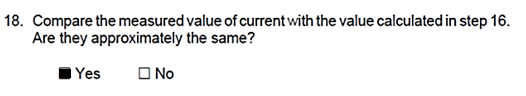 18. Compare the measured value of current with the value calculated in step 16.
Are they approximately the same?
■ Yes ☐ No